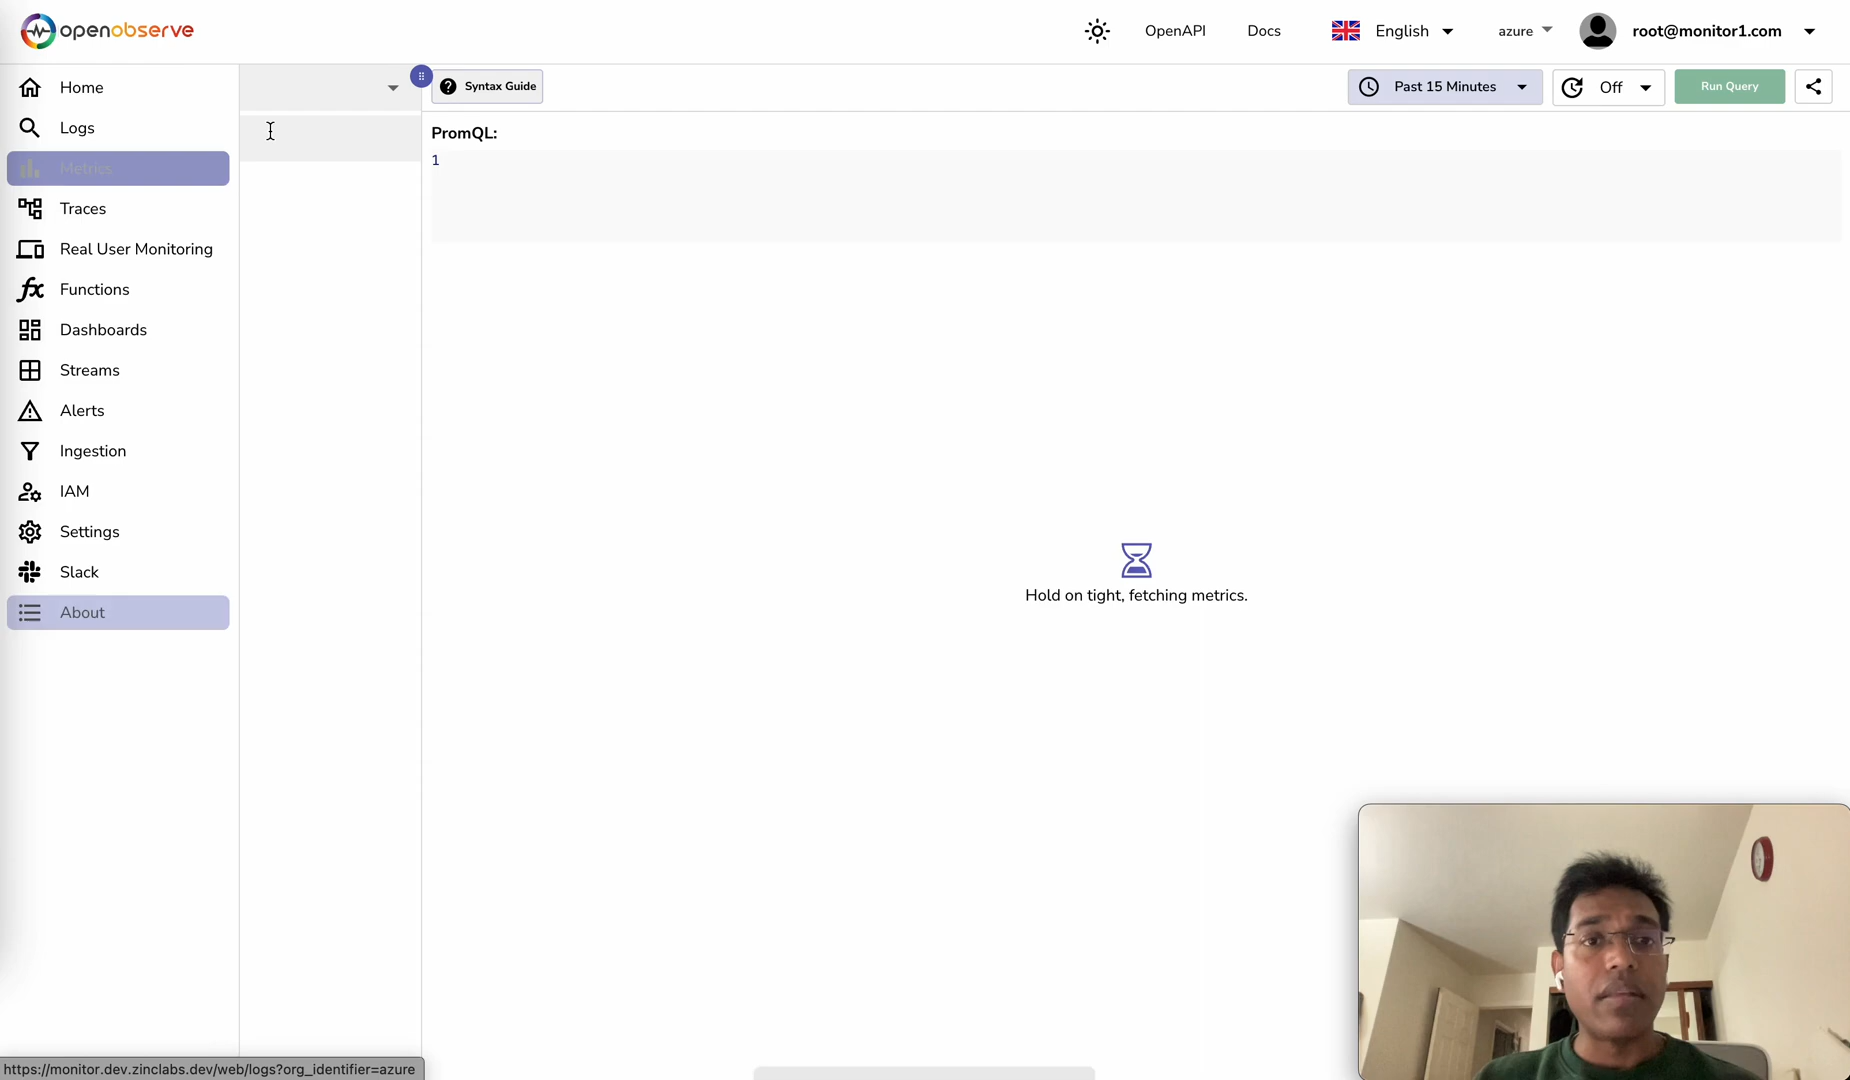 openobserve
OpenAPI
Docs
English
azure
root@monitor1.com
Home
Logs
Metrics
Traces
Real User Monitoring
Functions
Dashboards
Streams
Alerts
Ingestion
IAM
Settings
Slack
About
Syntax Guide
Past 15 Minutes
Off
Run Query
PromQL:
1
Hold on tight, fetching metrics.
https://monitor.dev.zinclabs.dev/web/logs?org_identifier=azure